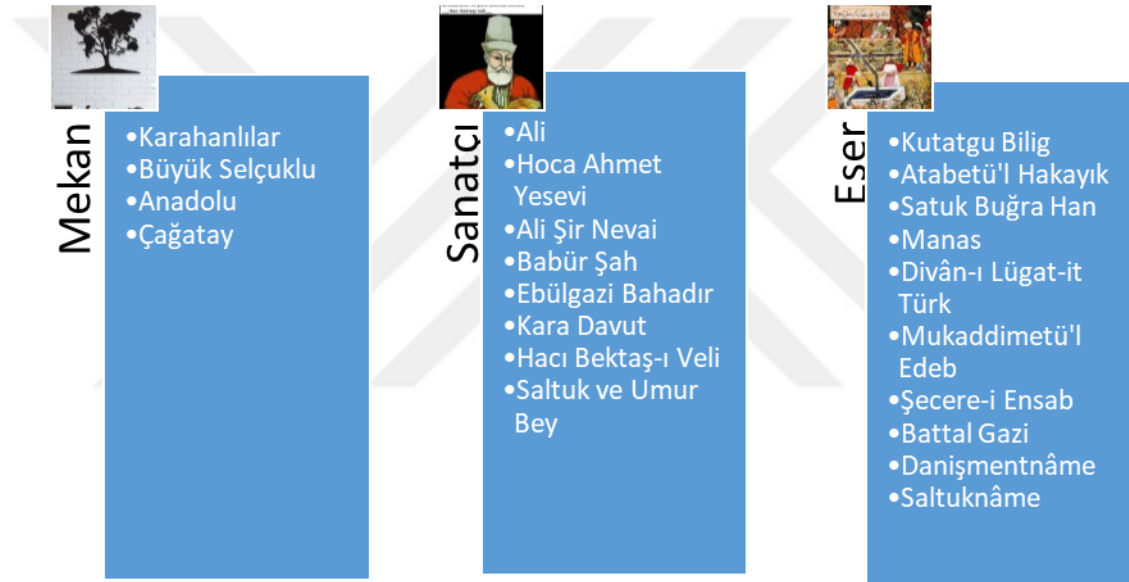 Mekan
•Karahanlılar
•Büyük Selçuklu
•Anadolu
•Çağatay
Sanatçı
•Ali
•Hoca Ahmet
Yesevi
•Ali Şir Nevai
•Babür Şah
•Ebülgazi Bahadır
•Kara Davut
•Hacı Bektaş-ı Veli
•Saltuk ve Umur
Bey
Eser
•Kutatgu Bilig
•Atabetü'l Hakayık
•Satuk Buğra Han
•Manas
•Divân-ı Lügat-it
Türk
•Mukaddimetü'l
Edeb
•Şecere-i Ensab
•Battal Gazi
•Danişmentnâme
•Saltuknâme